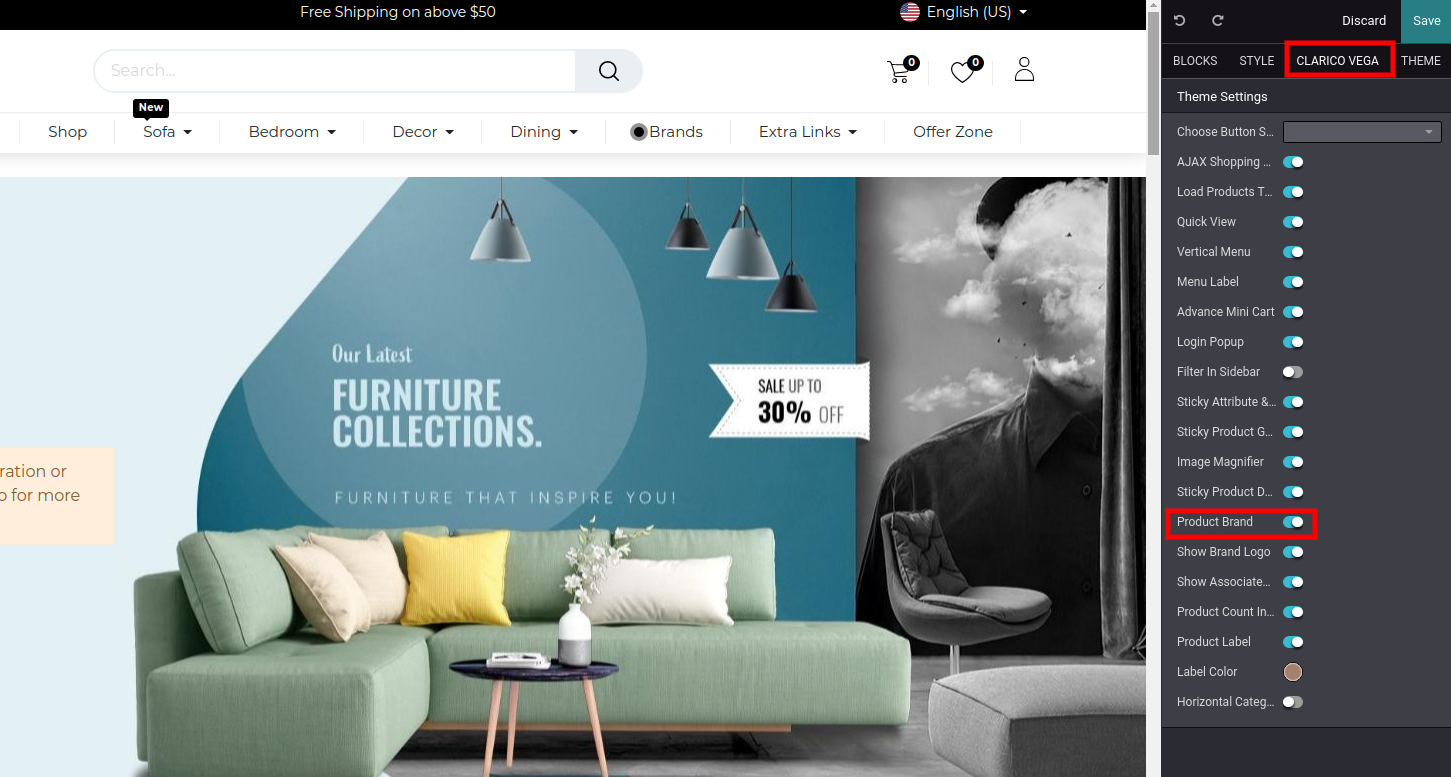 Free Shipping on above $50
English (US)
Discard
Save
Search...
0
0
BLOCKS
STYLE
CLARICO VEGA
THEME
Theme Settings
New
Shop
Sofa
Bedroom
Decor
Dining
Brands
Extra Links
Offer Zone
Choose Button S...
AJAX Shopping ...
Load Products T...
Quick View
Vertical Menu
Menu Label
Advance Mini Cart
Login Popup
Filter In Sidebar
Sticky Attribute &...
Sticky Product G...
Image Magnifier
Sticky Product D...
Product Brand
Show Brand Logo
Show Associate...
Product Count In...
Product Label
Label Color
Horizontal Categ...
Our Latest
FURNITURE
COLLECTIONS.
FURNITURE THAT INSPIRE YOU!
SALE UP TO
30% OFF
ration or
for more